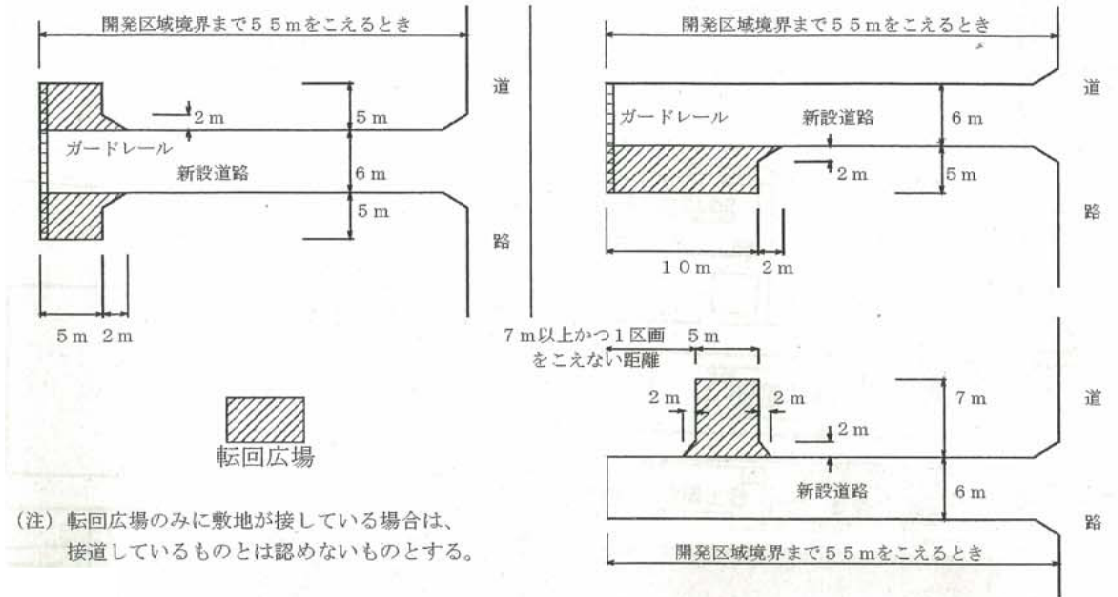 開発区域境界まで55mをこえるとき
2m
5m
道
ガードレール
新設道路
6m
5m
路
5m 2m
転回広場
(注)転回広場のみに敷地が接している場合は、
接道しているものとは認めないものとする。
開発区域境界まで55mをこえるとき
道
ガードレール
新設道路
6m
2m
5m
路
10m
2m
7m以上かつ1区画
をこえない距離
5m
2m
2m
7m
道
2m
新設道路
6m
路
開発区域境界まで55mをこえるとき